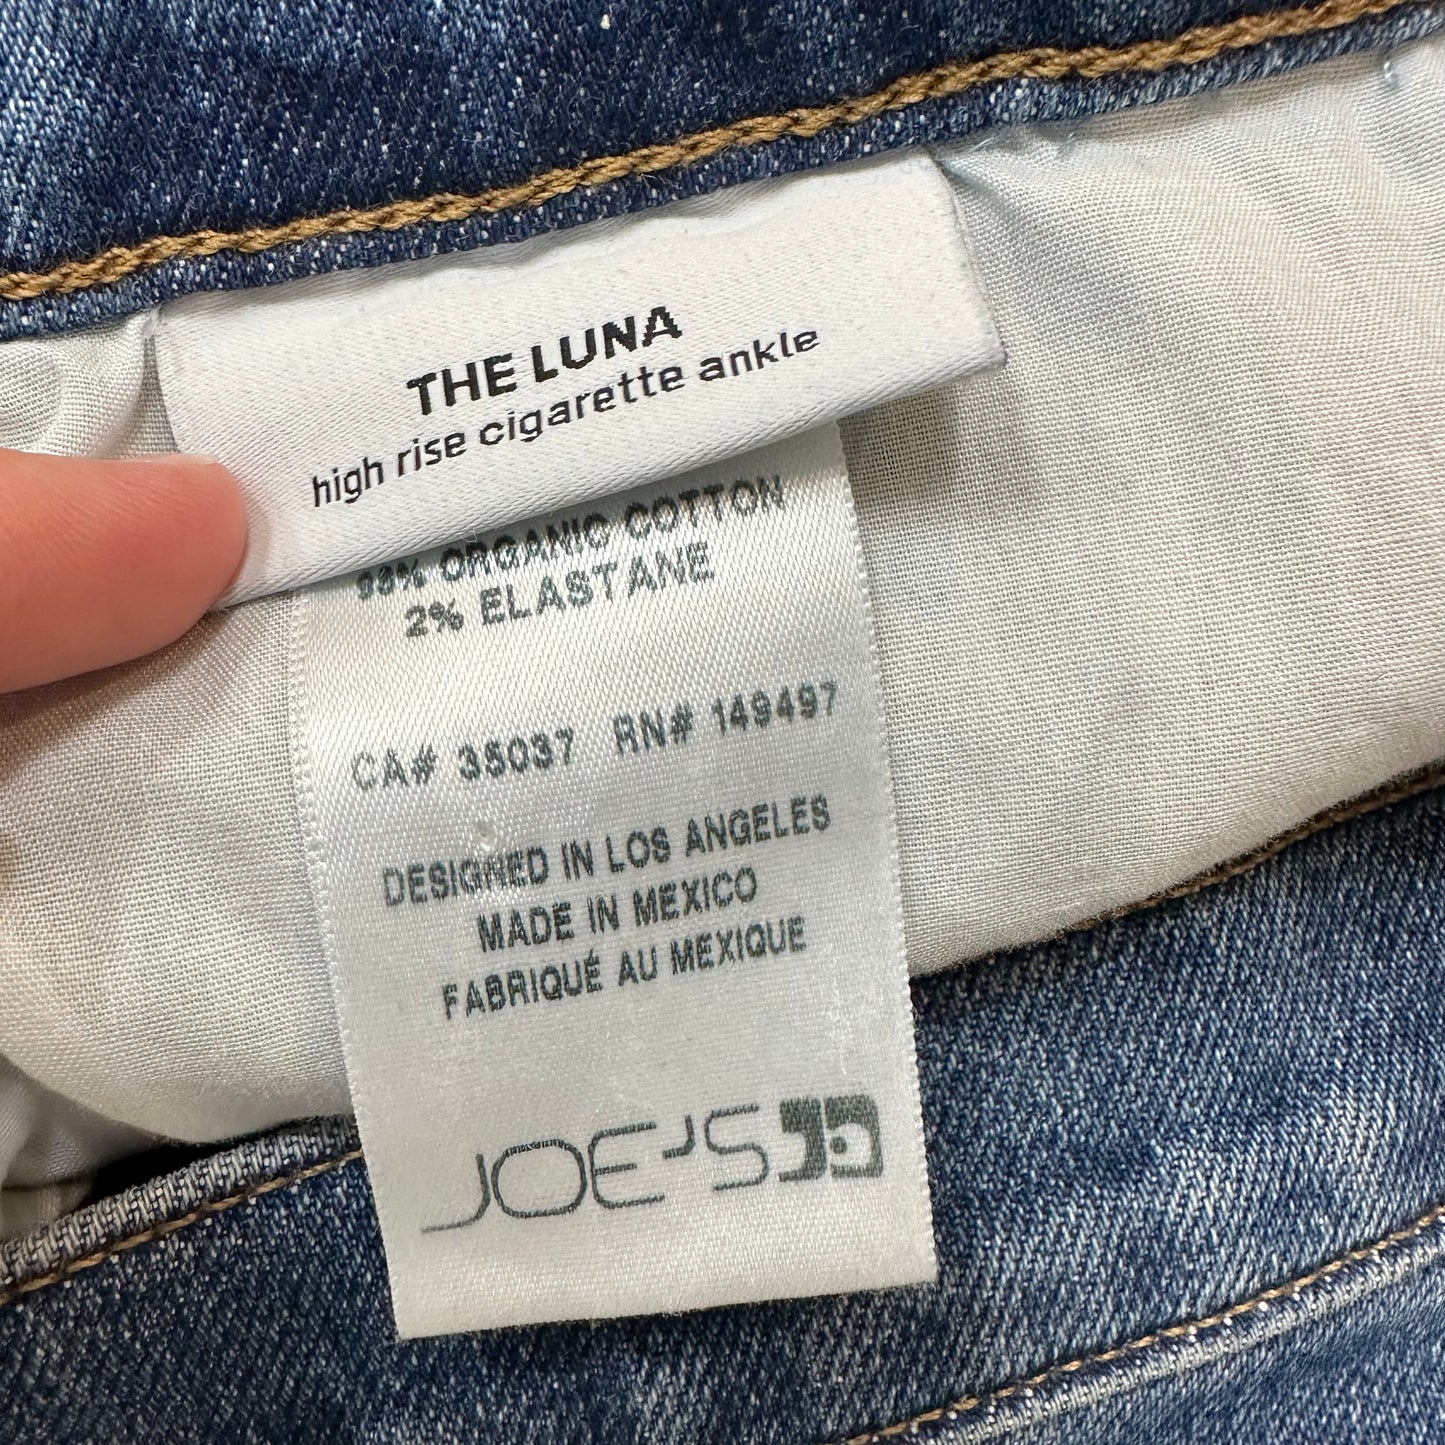 THE LUNA
high rise cigarette ankle
98% ORGANIC COTTON
2% ELASTANE
CA# 35037 RN# 149497
DESIGNED IN LOS ANGELES
MADE IN MEXICO
FABRIQUÉ AU MEXIQUE
JOE'S